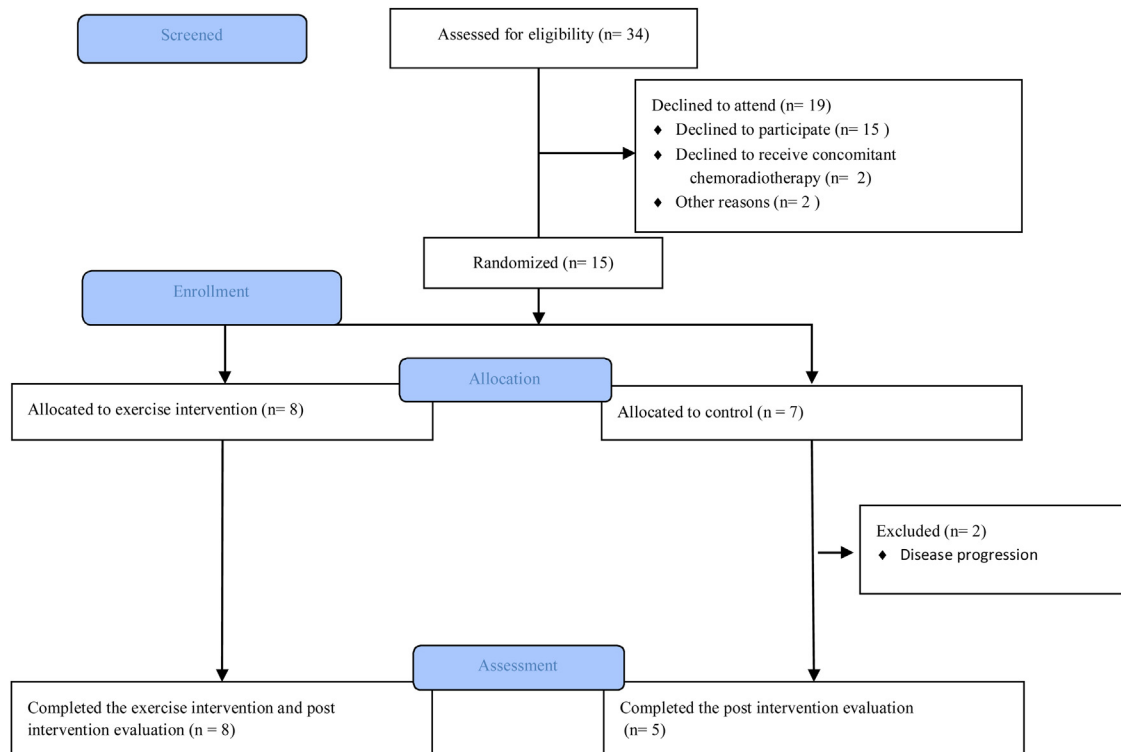 Screened
Assessed for eligibility (n= 34)
Declined to attend (n= 19)
♦ Declined to participate (n= 15 )
♦ Declined to receive concomitant
chemoradiotherapy (n= 2)
♦ Other reasons (n= 2 )
Randomized (n= 15)
Enrollment
Allocation
Allocated to exercise intervention (n= 8)
Allocated to control (n = 7)
Excluded (n= 2)
♦ Disease progression
Assessment
Completed the exercise intervention and post
intervention evaluation (n = 8)
Completed the post intervention evaluation
(n= 5)